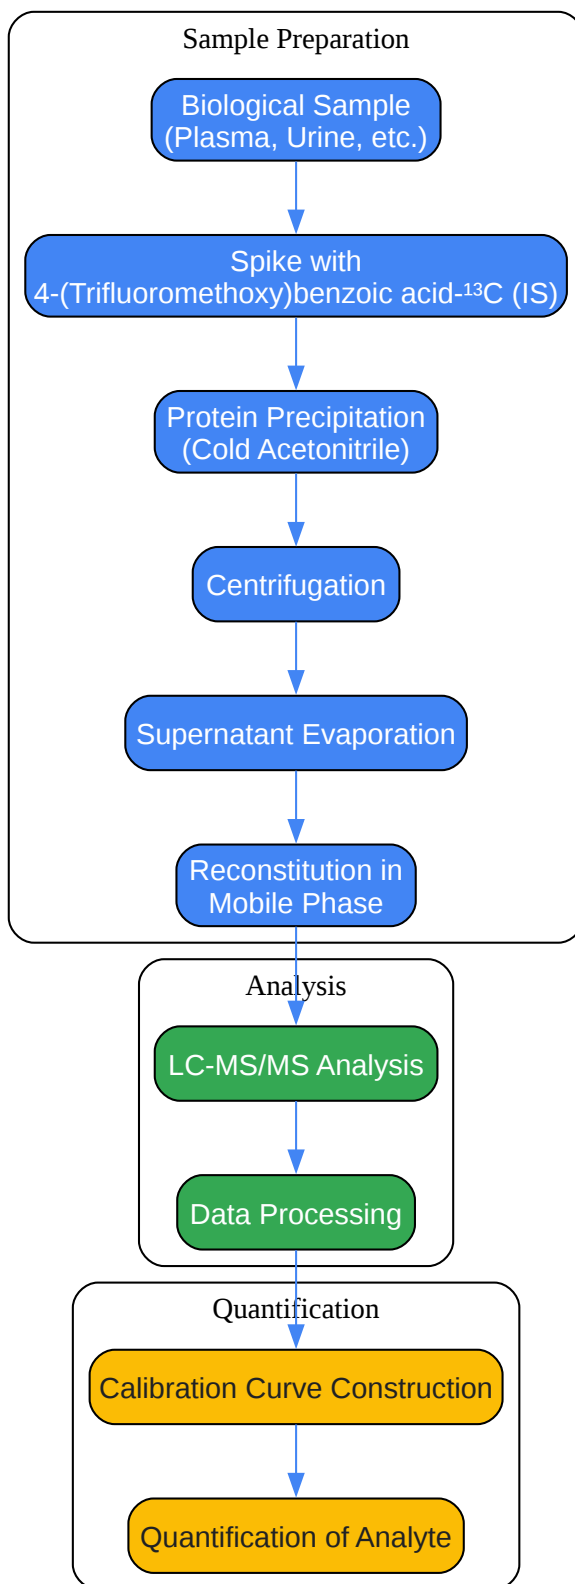 Sample Preparation
Biological Sample
(Plasma, Urine, etc.)
Spike with
4-(Trifluoromethoxy)benzoic acid-¹³C (IS)
Protein Precipitation
(Cold Acetonitrile)
Centrifugation
Supernatant Evaporation
Reconstitution in
Mobile Phase
Analysis
LC-MS/MS Analysis
Data Processing
Quantification
Calibration Curve Construction
Quantification of Analyte